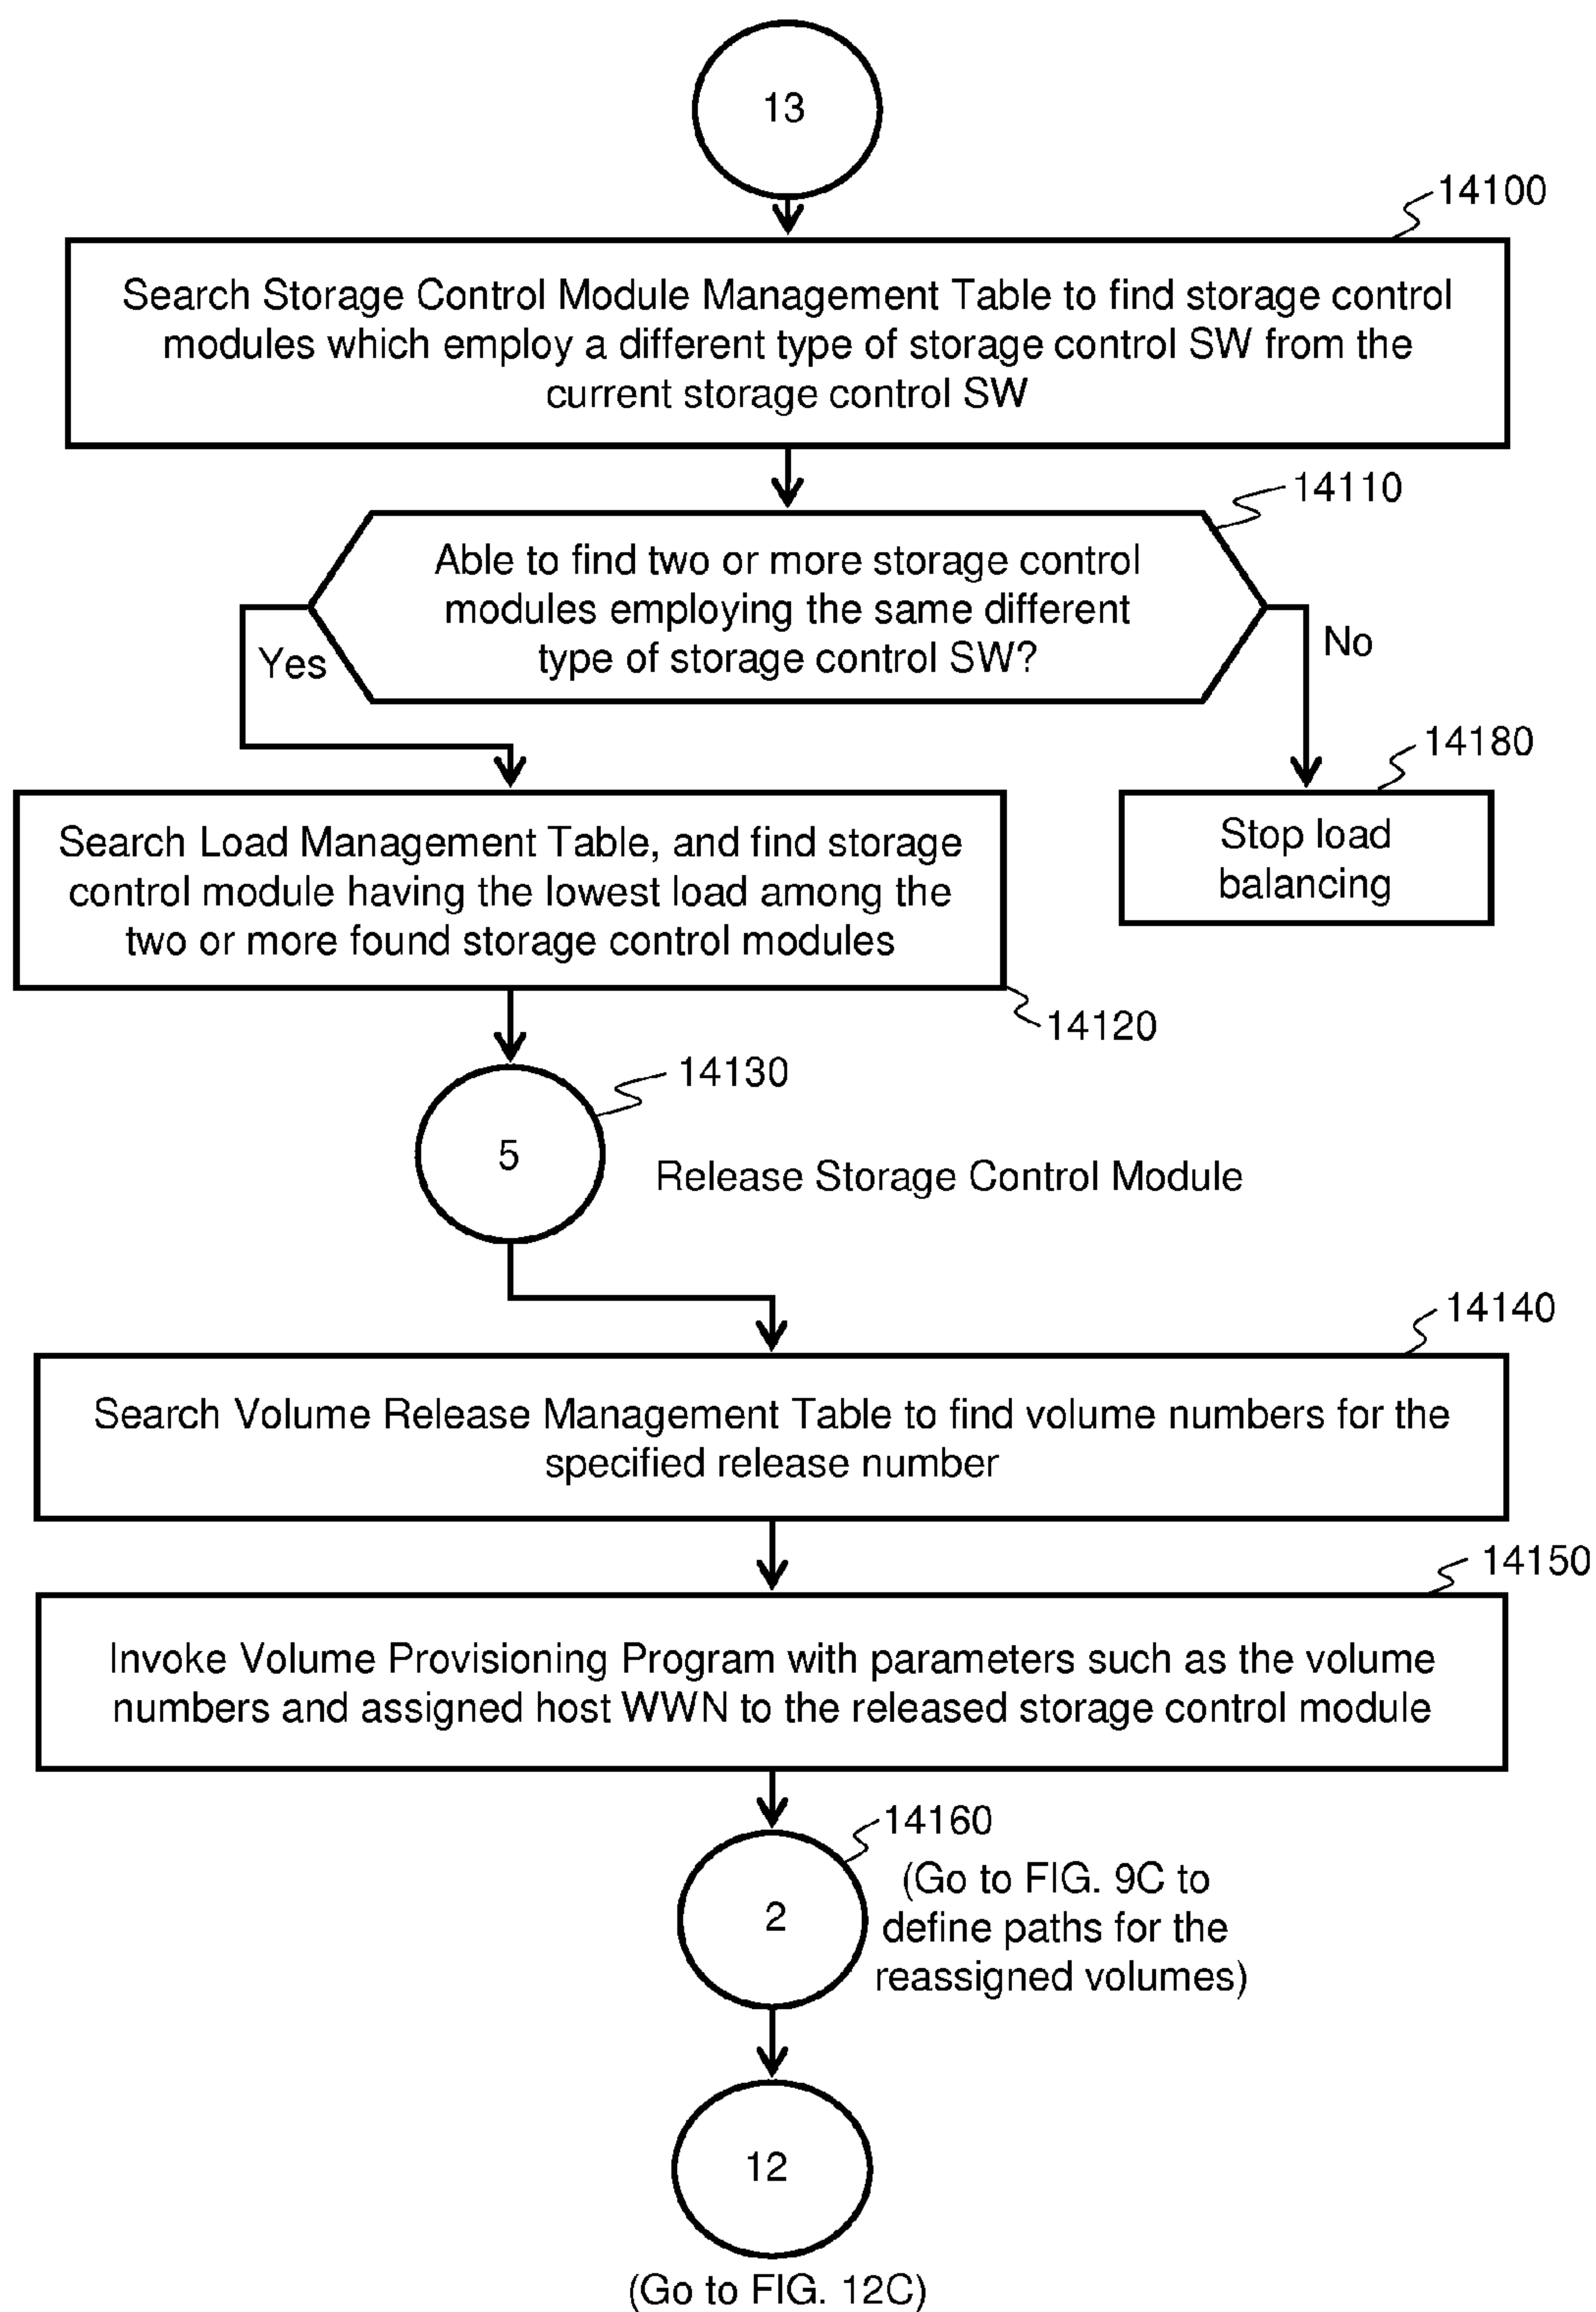 13
14100
Search Storage Control Module Management Table to find storage control
modules which employ a different type of storage control SW from the
current storage control SW
14110
Able to find two or more storage control
modules employing the same different
type of storage control SW?
Yes
No
14180
Search Load Management Table, and find storage
control module having the lowest load among the
two or more found storage control modules
Stop load
balancing
14120
14130
5
Release Storage Control Module
14140
Search Volume Release Management Table to find volume numbers for the
specified release number
14150
Invoke Volume Provisioning Program with parameters such as the volume
numbers and assigned host WWN to the released storage control module
14160
2
(Go to FIG. 9C to
define paths for the
reassigned volumes)
12
(Go to FIG. 12C)